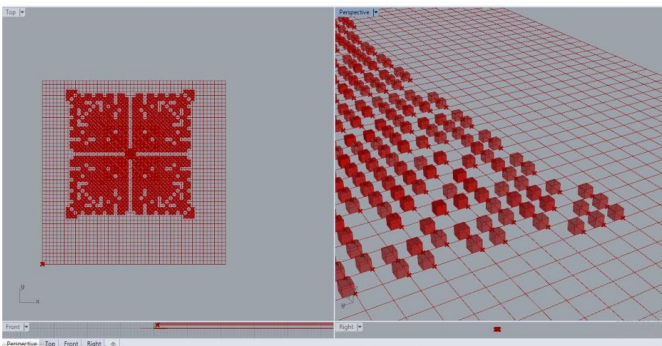 Top
Perspective
y
x
Front
Right
Perspective Top Front Right